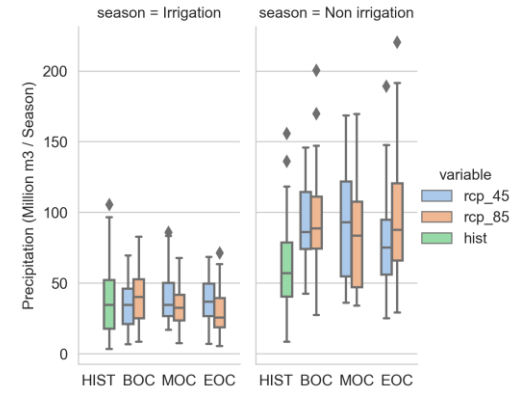 season = Irrigation
season = Non irrigation
Precipitation (Million m3 / Season)
200
150
100
50
0
HIST BOC MOC EOC
HIST BOC MOC EOC
variable
rcp_45
rcp_85
hist